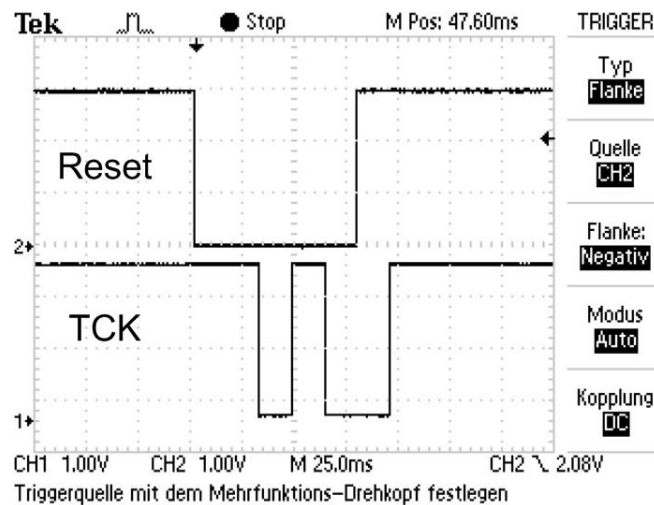 Tek Stop M Pos: 47.60ms TRIGGER
Typ
Flanke
Reset
Quelle
CH2
2
Flanke:
Negativ
TCK
Modus
Auto
Kopplung
DC
1
CH1 1.00V CH2 1.00V M 25.0ms CH2 2.08V
Triggerquelle mit dem Mehrfunktions-Drehkopf festlegen